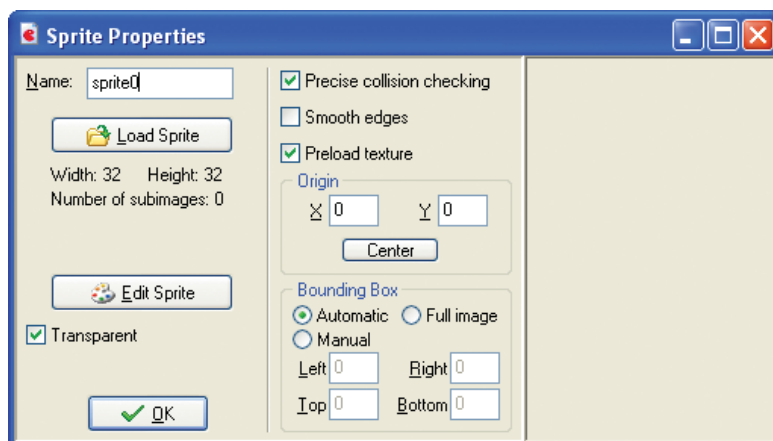 Sprite Properties
Name: sprite0
Load Sprite
Width: 32 Height: 32
Number of subimages: 0
Edit Sprite
Transparent
OK
Precise collision checking
Smooth edges
Preload texture
Origin
X 0 Y 0
Center
Bounding Box
Automatic Full image
Manual
Left 0 Right 0
Top 0 Bottom 0